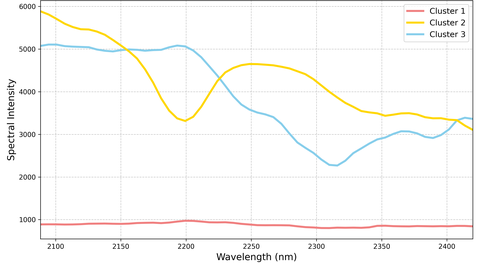 Cluster 1
Cluster 2
Cluster 3
6000
5000
4000
3000
2000
1000
Spectral Intensity
2100
2150
2200
2250
2300
2350
2400
Wavelength (nm)